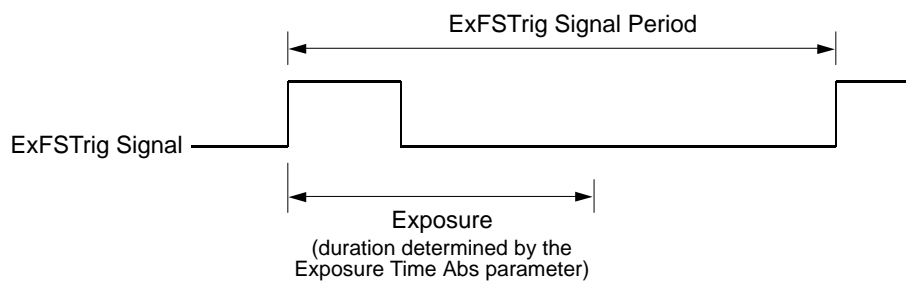 ExFSTrig Signal Period
ExFSTrig Signal
Exposure
(duration determined by the
Exposure Time Abs parameter)